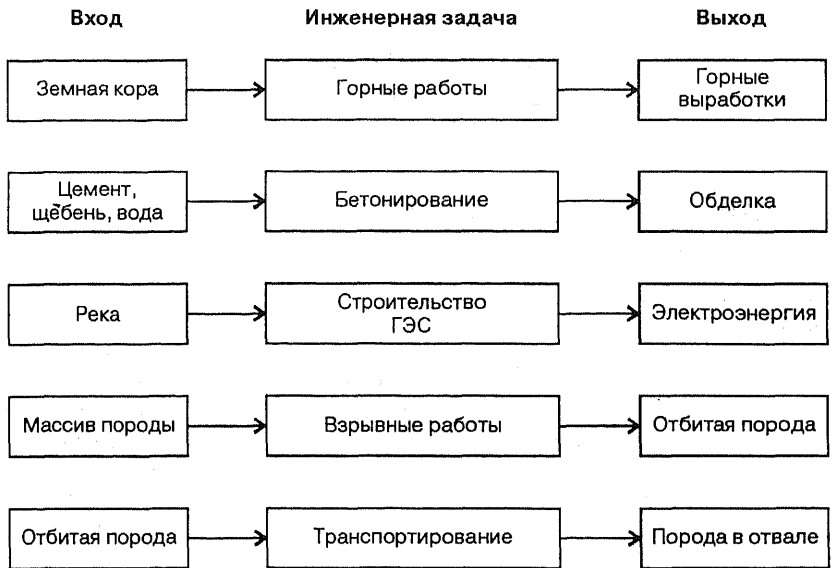 Вход Инженерная задача Выход
Земная кора Горные работы Горные
выработки
Цемент,
щебень, вода Бетонирование Обделка
Река Строительство
ГЭС Электроэнергия
Массив породы Взрывные работы Отбитая порода
Отбитая порода Транспортирование Порода в отвале